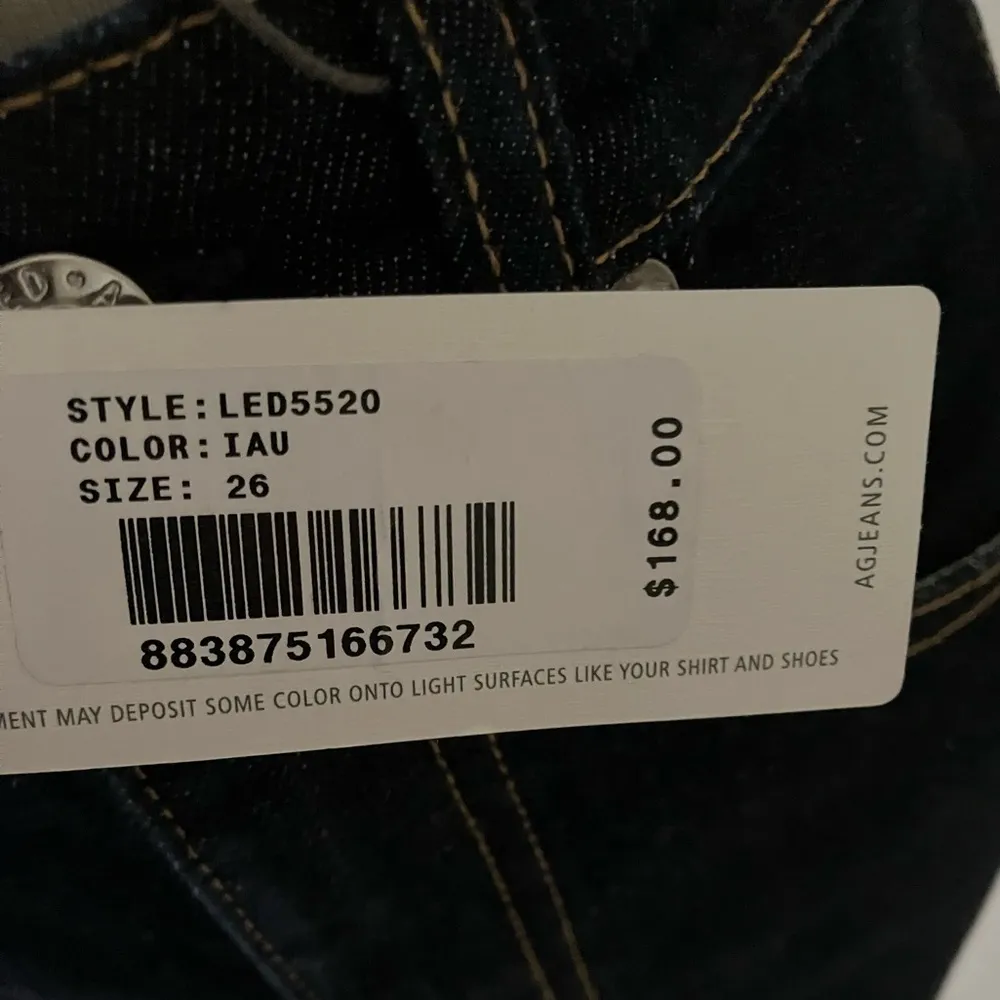 STYLE: LED5520
COLOR: IAU
SIZE: 26
883875166732
$168.00
AGJEANS.COM
MAY DEPOSIT SOME COLOR ONTO LIGHT SURFACES LIKE YOUR SHIRT AND SHOES